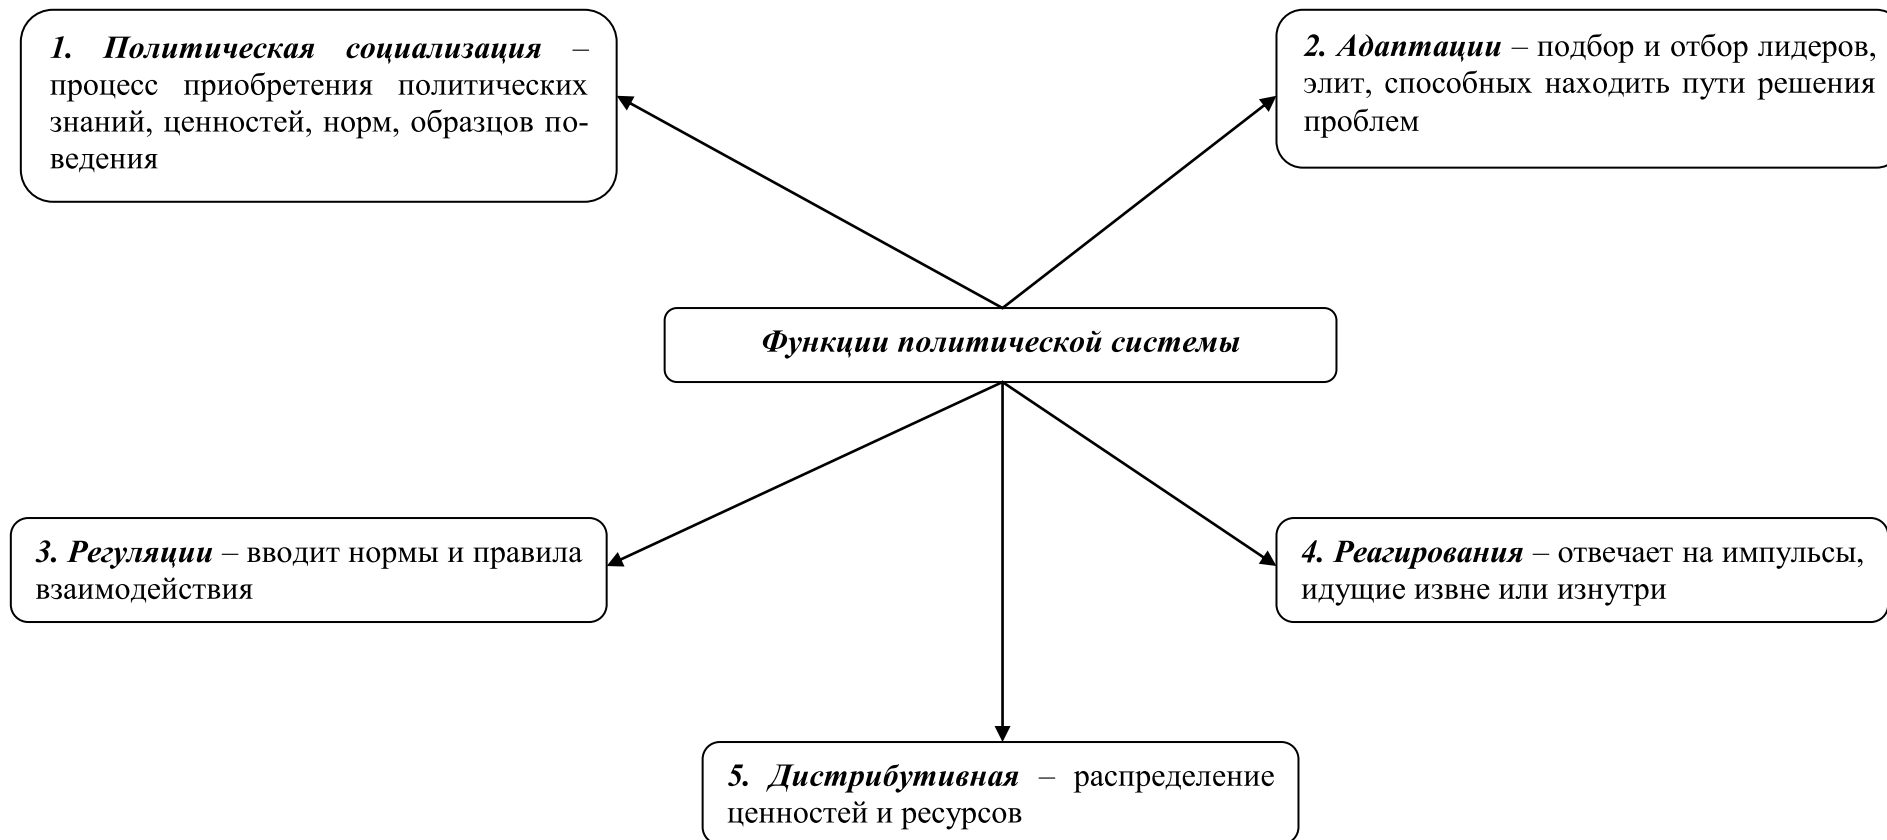 1. Политическая социализация –
процесс приобретения политических
знаний, ценностей, норм, образцов по-
ведения
2. Адаптации – подбор и отбор лидеров,
элит, способных находить пути решения
проблем
Функции политической системы
3. Регуляции – вводит нормы и правила
взаимодействия
4. Реагирования – отвечает на импульсы,
идущие извне или изнутри
5. Дистрибутивная – распределение
ценностей и ресурсов